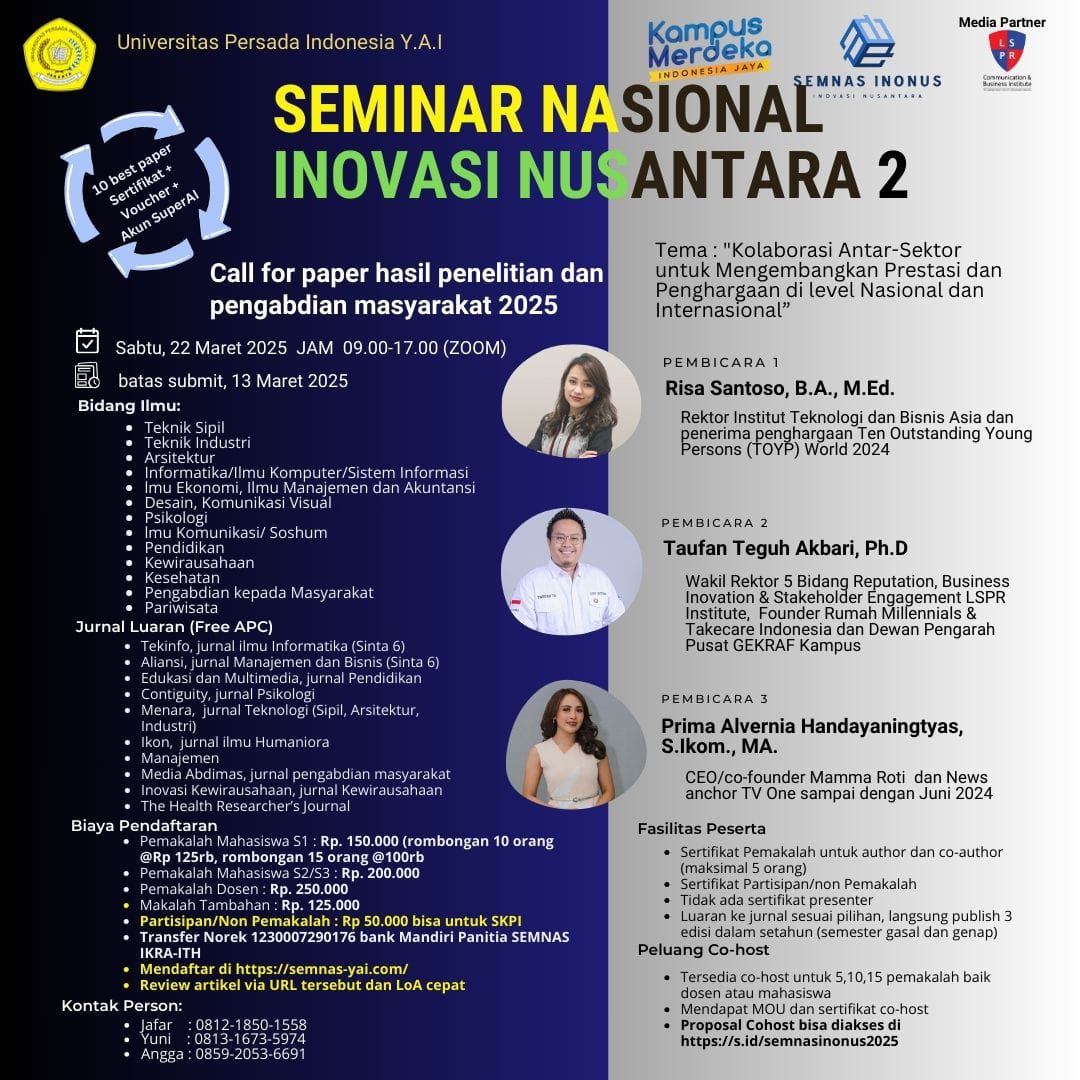 Universitas Persada Indonesia Y.A.I
Kampus
Merdeka
INDONESIA JAYA
SEMNAS INONUS
INOVASI NUSANTARA
Media Partner
L S
P R
Communication &
Business Institute
SEMINAR NASIONAL
INOVASI NUSANTARA 2
10 best paper
Sertifikat +
Voucher +
Akun SuperAI
Call for paper hasil penelitian dan
pengabdian masyarakat 2025
Sabtu, 22 Maret 2025 JAM 09.00-17.00 (ZOOM)
batas submit, 13 Maret 2025
Bidang Ilmu:
• Teknik Sipil
• Teknik Industri
• Arsitektur
• Informatika/Ilmu Komputer/Sistem Informasi
• lmu Ekonomi, Ilmu Manajemen dan Akuntansi
• Desain, Komunikasi Visual
• Psikologi
• lmu Komunikasi/ Soshum
• Pendidikan
• Kewirausahaan
• Kesehatan
• Pengabdian kepada Masyarakat
• Pariwisata
Jurnal Luaran (Free APC)
• Tekinfo, jurnal ilmu Informatika (Sinta 6)
• Aliansi, jurnal Manajemen dan Bisnis (Sinta 6)
• Edukasi dan Multimedia, jurnal Pendidikan
• Contiguity, jurnal Psikologi
• Menara, jurnal Teknologi (Sipil, Arsitektur,
Industri)
• Ikon, jurnal ilmu Humaniora
• Manajemen
• Media Abdimas, jurnal pengabdian masyarakat
• Inovasi Kewirausahaan, jurnal Kewirausahaan
• The Health Researcher's Journal
Biaya Pendaftaran
• Pemakalah Mahasiswa S1 : Rp. 150.000 (rombongan 10 orang
@Rp 125rb, rombongan 15 orang @100rb
• Pemakalah Mahasiswa S2/S3 : Rp. 200.000
• Pemakalah Dosen : Rp. 250.000
• Makalah Tambahan : Rp. 125.000
• Partisipan/Non Pemakalah : Rp 50.000 bisa untuk SKPI
• Transfer Norek 1230007290176 bank Mandiri Panitia SEMNAS
IKRA-ITH
• Mendaftar di https://semnas-yai.com/
• Review artikel via URL tersebut dan LoA cepat
Kontak Person:
• Jafar : 0812-1850-1558
• Yuni : 0813-1673-5974
• Angga : 0859-2053-6691
Tema : "Kolaborasi Antar-Sektor
untuk Mengembangkan Prestasi dan
Penghargaan di level Nasional dan
Internasional”
PEMBICARA 1
Risa Santoso, B.A., M.Ed.
Rektor Institut Teknologi dan Bisnis Asia dan
penerima penghargaan Ten Outstanding Young
Persons (TOYP) World 2024
PEMBICARA 2
Taufan Teguh Akbari, Ph.D
Wakil Rektor 5 Bidang Reputation, Business
Inovation & Stakeholder Engagement LSPR
Institute, Founder Rumah Millennials &
Takecare Indonesia dan Dewan Pengarah
Pusat GEKRAF Kampus
PEMBICARA 3
Prima Alvernia Handayaningtyas,
S.Ikom., MA.
CEO/co-founder Mamma Roti dan News
anchor TV One sampai dengan Juni 2024
Fasilitas Peserta
• Sertifikat Pemakalah untuk author dan co-author
(maksimal 5 orang)
• Sertifikat Partisipan/non Pemakalah
• Tidak ada sertifikat presenter
• Luaran ke jurnal sesuai pilihan, langsung publish 3
edisi dalam setahun (semester gasal dan genap)
Peluang Co-host
• Tersedia co-host untuk 5,10,15 pemakalah baik
dosen atau mahasiswa
• Mendapat MOU dan sertifikat co-host
• Proposal Cohost bisa diakses di
https://s.id/semnasinonus2025